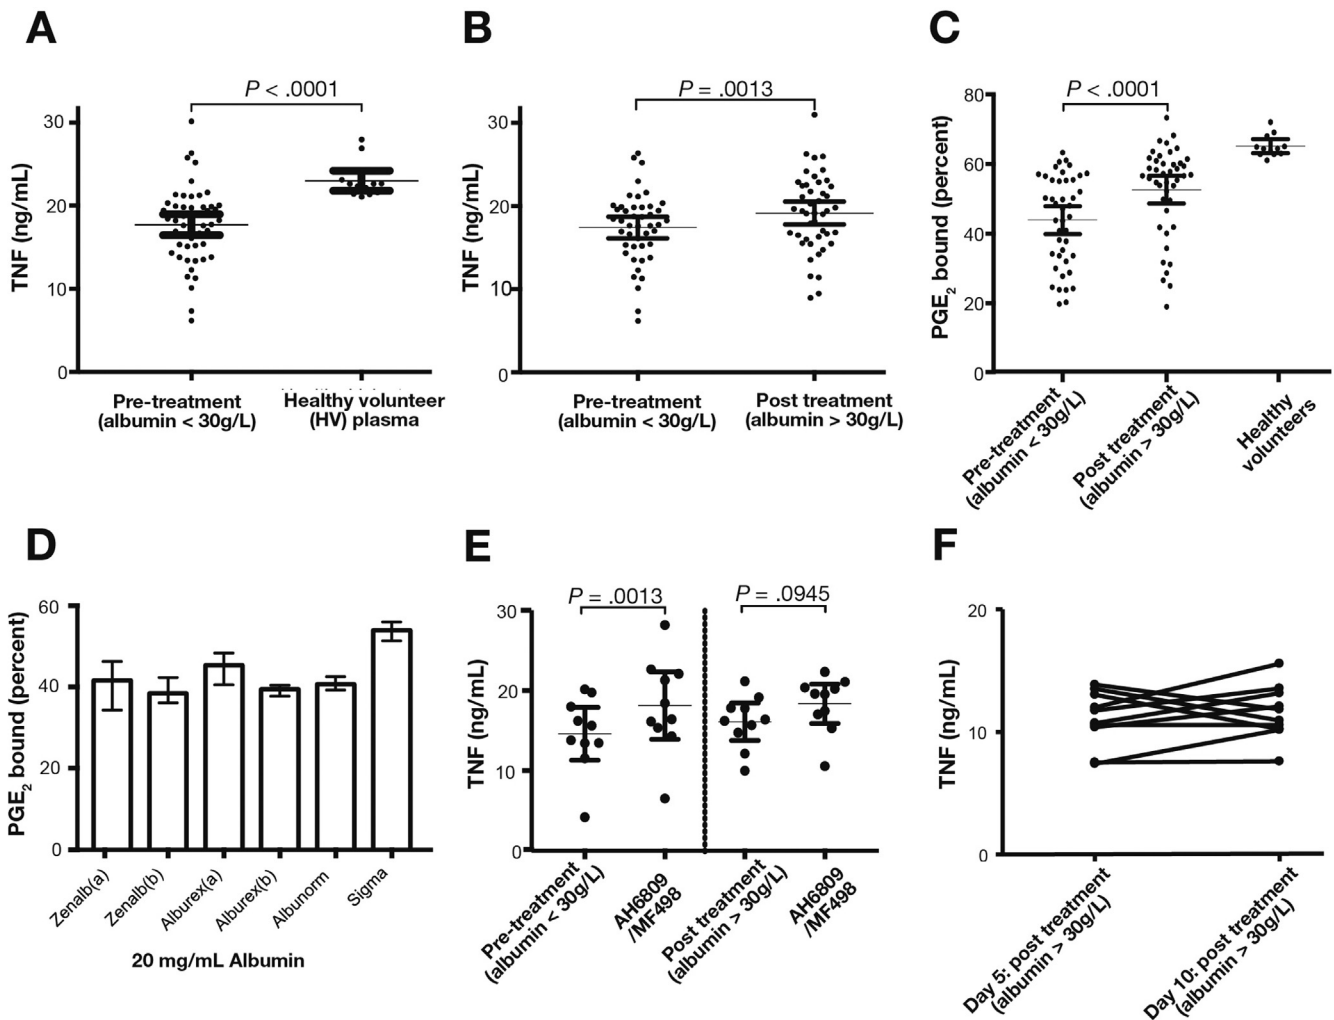 A
P < .0001
TNF (ng/mL)
30
20
10
0
Pre-treatment
(albumin < 30g/L)
Healthy volunteer
(HV) plasma
B
P = .0013
TNF (ng/mL)
30
20
10
0
Pre-treatment
(albumin < 30g/L)
Post treatment
(albumin > 30g/L)
C
P < .0001
PGE2 bound (percent)
80
60
40
20
0
Pre-treatment
(albumin < 30g/L)
Post treatment
(albumin > 30g/L)
Healthy
volunteers
D
PGE2 bound (percent)
60
40
20
0
Zenalb(a)
Zenalb(b)
Alburex(a)
Alburex(b)
Albunorm
Sigma
20 mg/mL Albumin
E
P = .0013
P = .0945
TNF (ng/mL)
30
20
10
0
Pre-treatment
(albumin < 30g/L)
AH6809
/MF498
Post treatment
(albumin > 30g/L)
AH6809
/MF498
F
TNF (ng/mL)
20
10
0
Day 5: post treatment
(albumin > 30g/L)
Day 10: post treatment
(albumin > 30g/L)